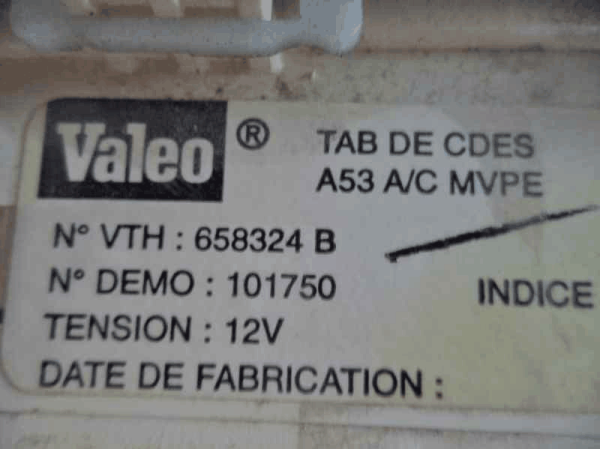 Valeo ® TAB DE CDES
A53 A/C MVPE
N° VTH : 658324 B
N° DEMO : 101750 INDICE
TENSION : 12V
DATE DE FABRICATION :